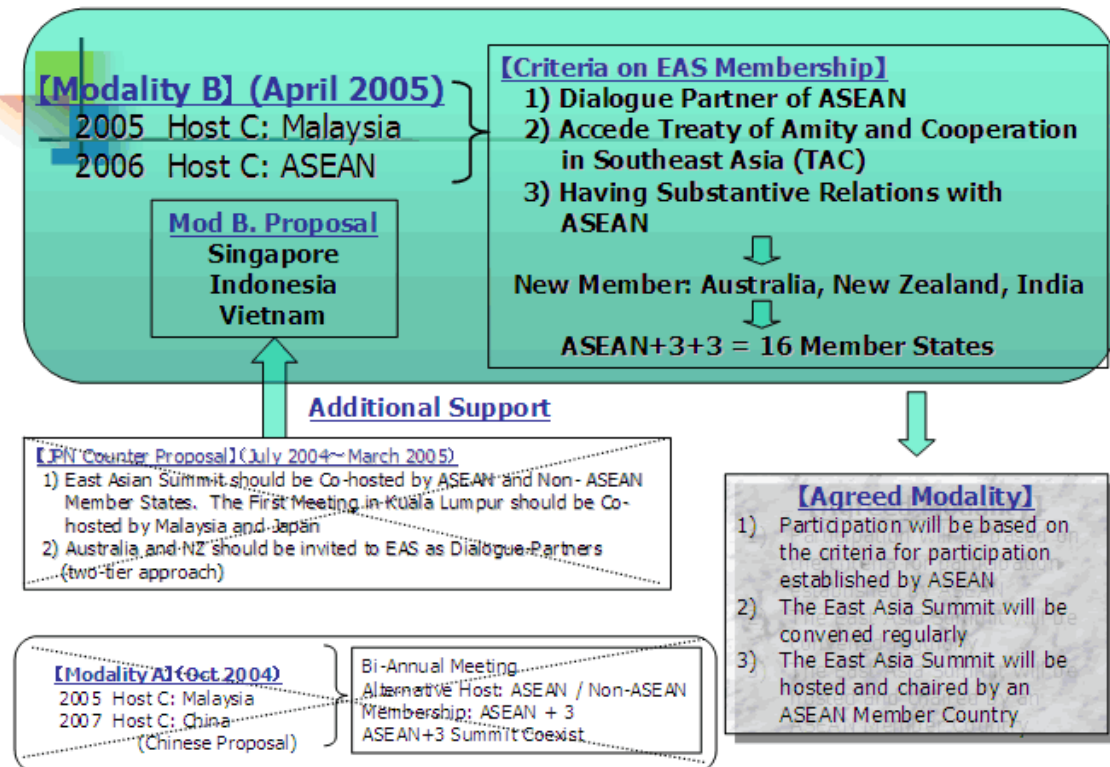 【Modality B】 (April 2005)
2005 Host C: Malaysia
2006 Host C: ASEAN
Mod B. Proposal
Singapore
Indonesia
Vietnam
【Criteria on EAS Membership】
1) Dialogue Partner of ASEAN
2) Accede Treaty of Amity and Cooperation
in Southeast Asia (TAC)
3) Having Substantive Relations with
ASEAN
New Member: Australia, New Zealand, India
ASEAN+3+3 = 16 Member States
Additional Support
【JPN Counter Proposal】(July 2004～March 2005)
1) East Asian Summit should be Co-hosted by ASEAN and Non- ASEAN
Member States. The First Meeting in Kuala Lumpur should be Co-
hosted by Malaysia and Japan
2) Australia and NZ should be invited to EAS as Dialogue Partners
(two-tier approach)
【Modality A】(Oct 2004)
2005 Host C: Malaysia
2007 Host C: China
(Chinese Proposal)
Bi-Annual Meeting
Alternative Host: ASEAN / Non-ASEAN
Membership: ASEAN + 3
ASEAN+3 Summit Coexist
【Agreed Modality】
1) Participation will be based on
the criteria for participation
established by ASEAN
2) The East Asia Summit will be
convened regularly
3) The East Asia Summit will be
hosted and chaired by an
ASEAN Member Country